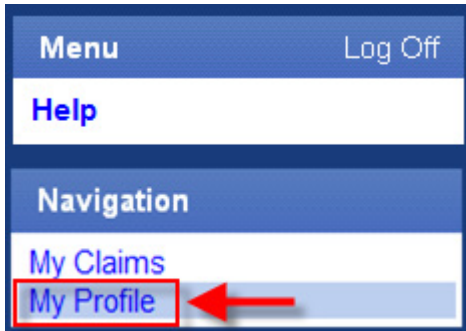 Menu Log Off
Help
Navigation
My Claims
My Profile